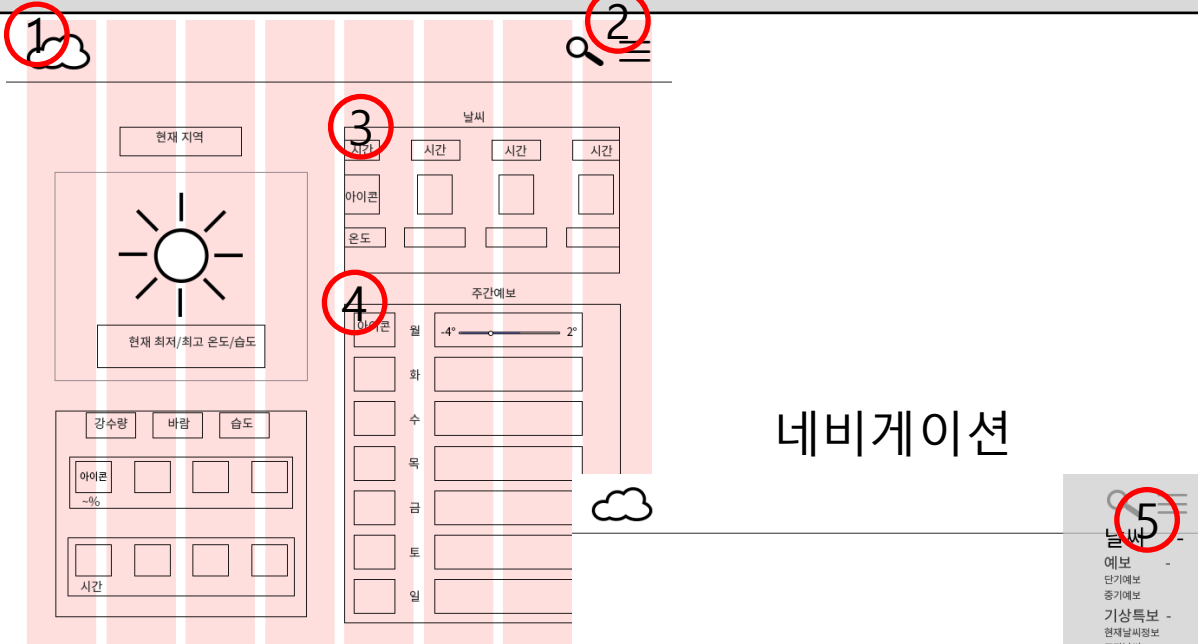 1
2
현재 지역
현재 최저/최고 온도/습도
강수량 바람 습도
아이콘
~%
시간
3
날씨
시간 시간 시간 시간
아이콘
온도
4
주간예보
아이콘 월 -4° 2°
화
수
목
금
토
일
네비게이션
5
날씨 -
예보 -
단기예보
중기예보
기상특보 -
현재날씨정보